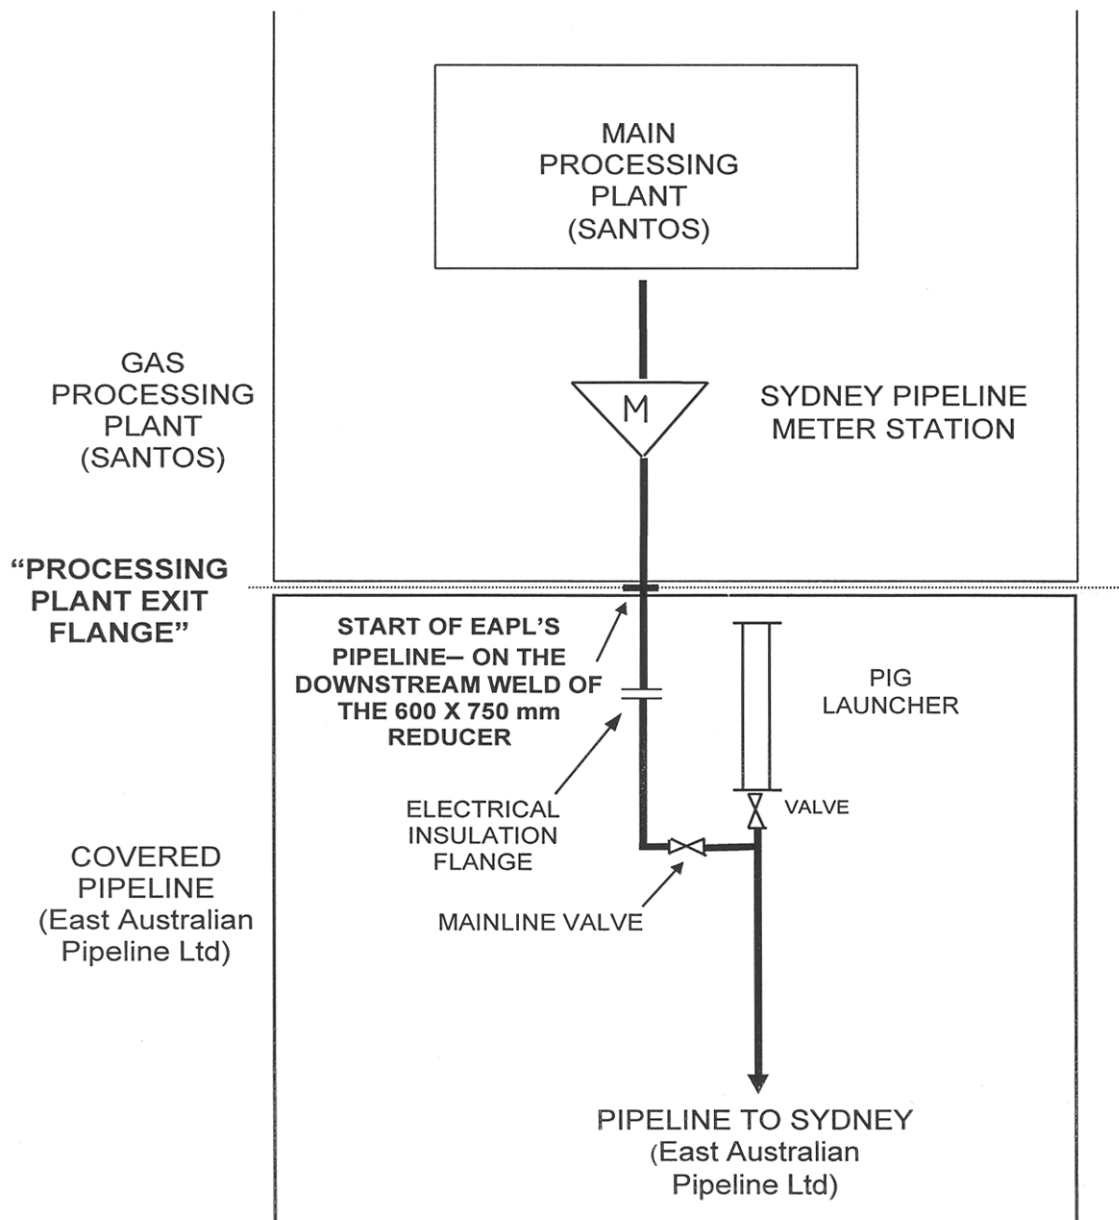 MAIN
PROCESSING
PLANT
(SANTOS)
GAS
PROCESSING
PLANT
(SANTOS)
M
SYDNEY PIPELINE
METER STATION
“PROCESSING
PLANT EXIT
FLANGE”
START OF EAPL’S
PIPELINE– ON THE
DOWNSTREAM WELD OF
THE 600 X 750 mm
REDUCER
PIG
LAUNCHER
ELECTRICAL
INSULATION
FLANGE
VALVE
COVERED
PIPELINE
(East Australian
Pipeline Ltd)
MAINLINE VALVE
PIPELINE TO SYDNEY
(East Australian
Pipeline Ltd)